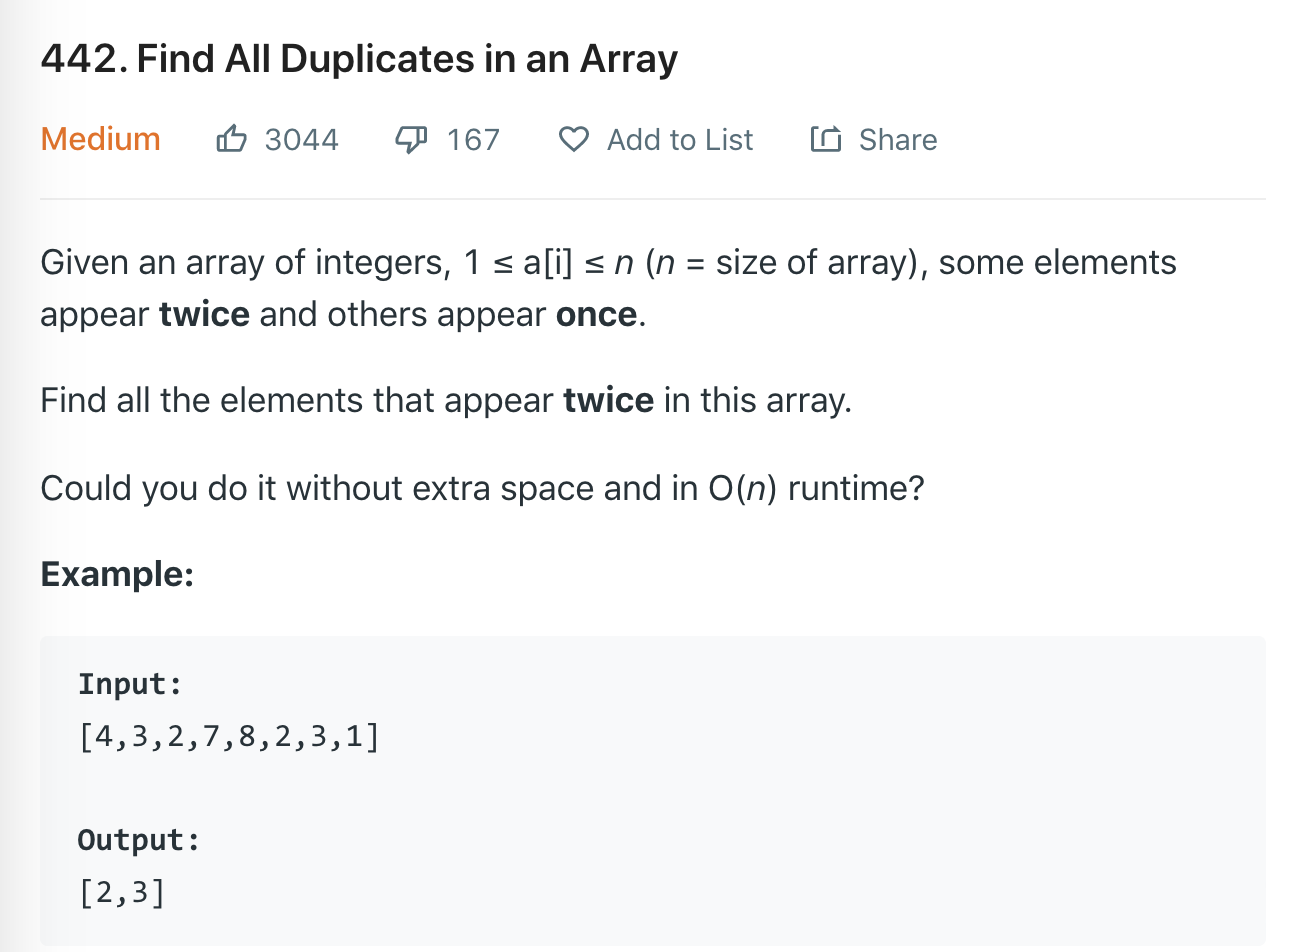 442. Find All Duplicates in an Array
Medium 3044 167 Add to List Share
Given an array of integers, 1 ≤ a[i] ≤ n (n = size of array), some elements
appear twice and others appear once.
Find all the elements that appear twice in this array.
Could you do it without extra space and in O(n) runtime?
Example:
Input:
[4,3,2,7,8,2,3,1]
Output:
[2,3]